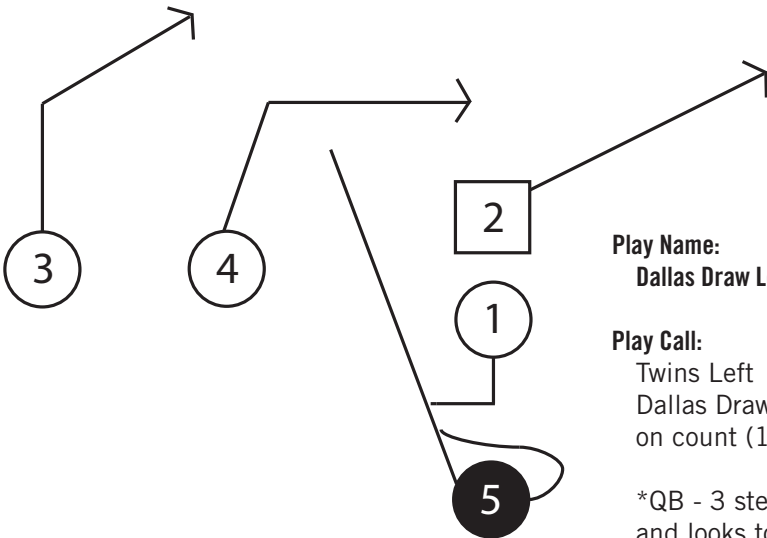 3
4
2
1
5
Play Name:
Dallas Draw L
Play Call:
Twins Left
Dallas Draw
on count (1
*QB - 3 ste
and looks to